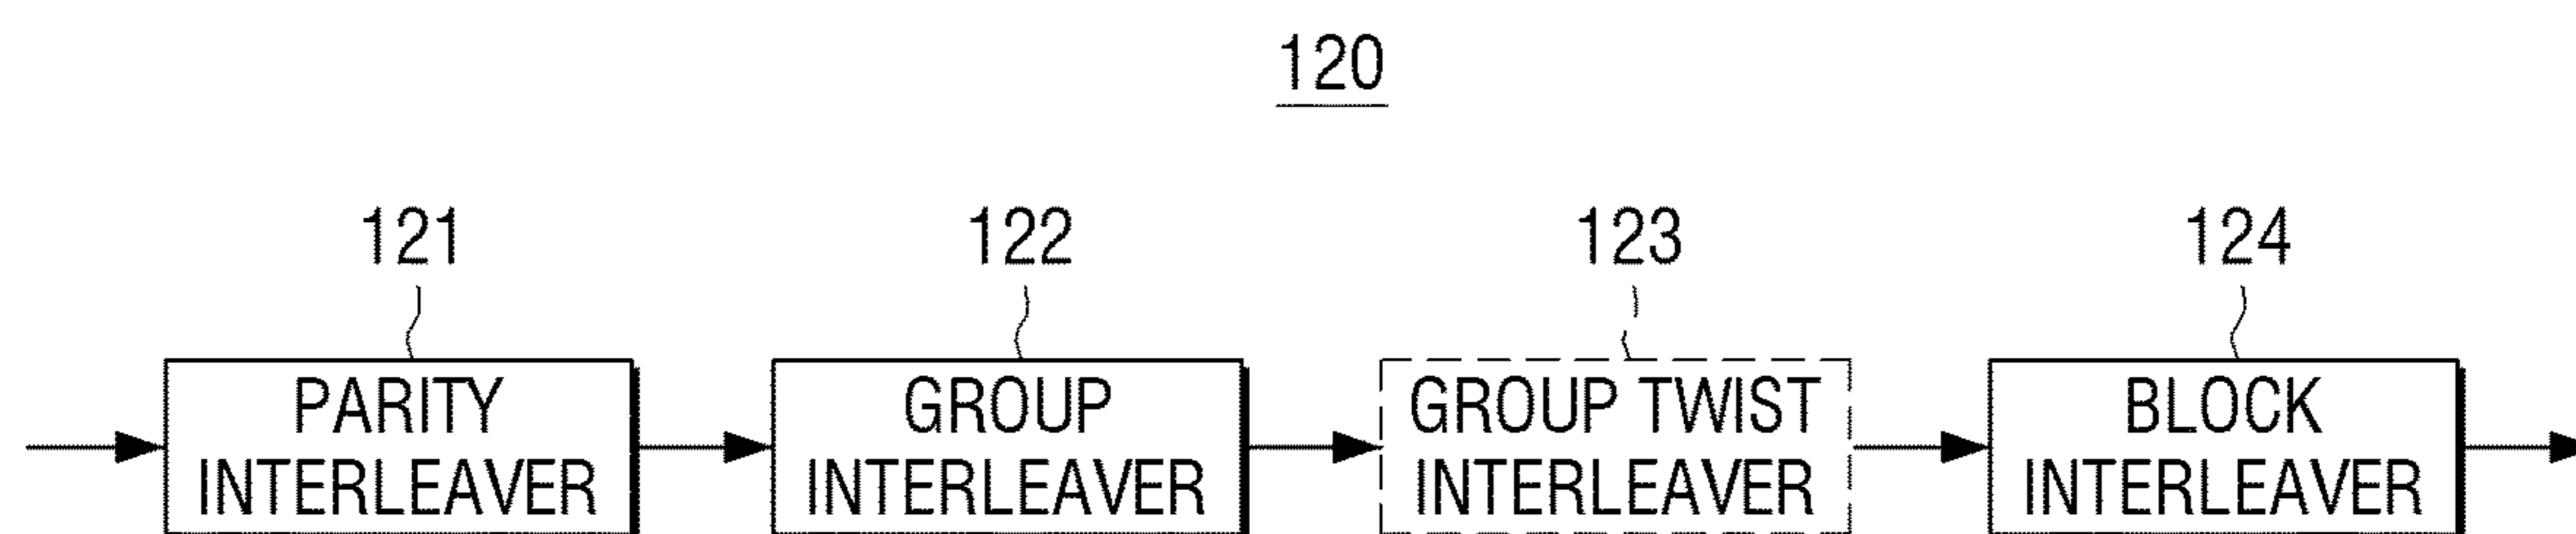 120
121
122
123
124
PARITY
INTERLEAVER
GROUP
INTERLEAVER
GROUP TWIST
INTERLEAVER
BLOCK
INTERLEAVER